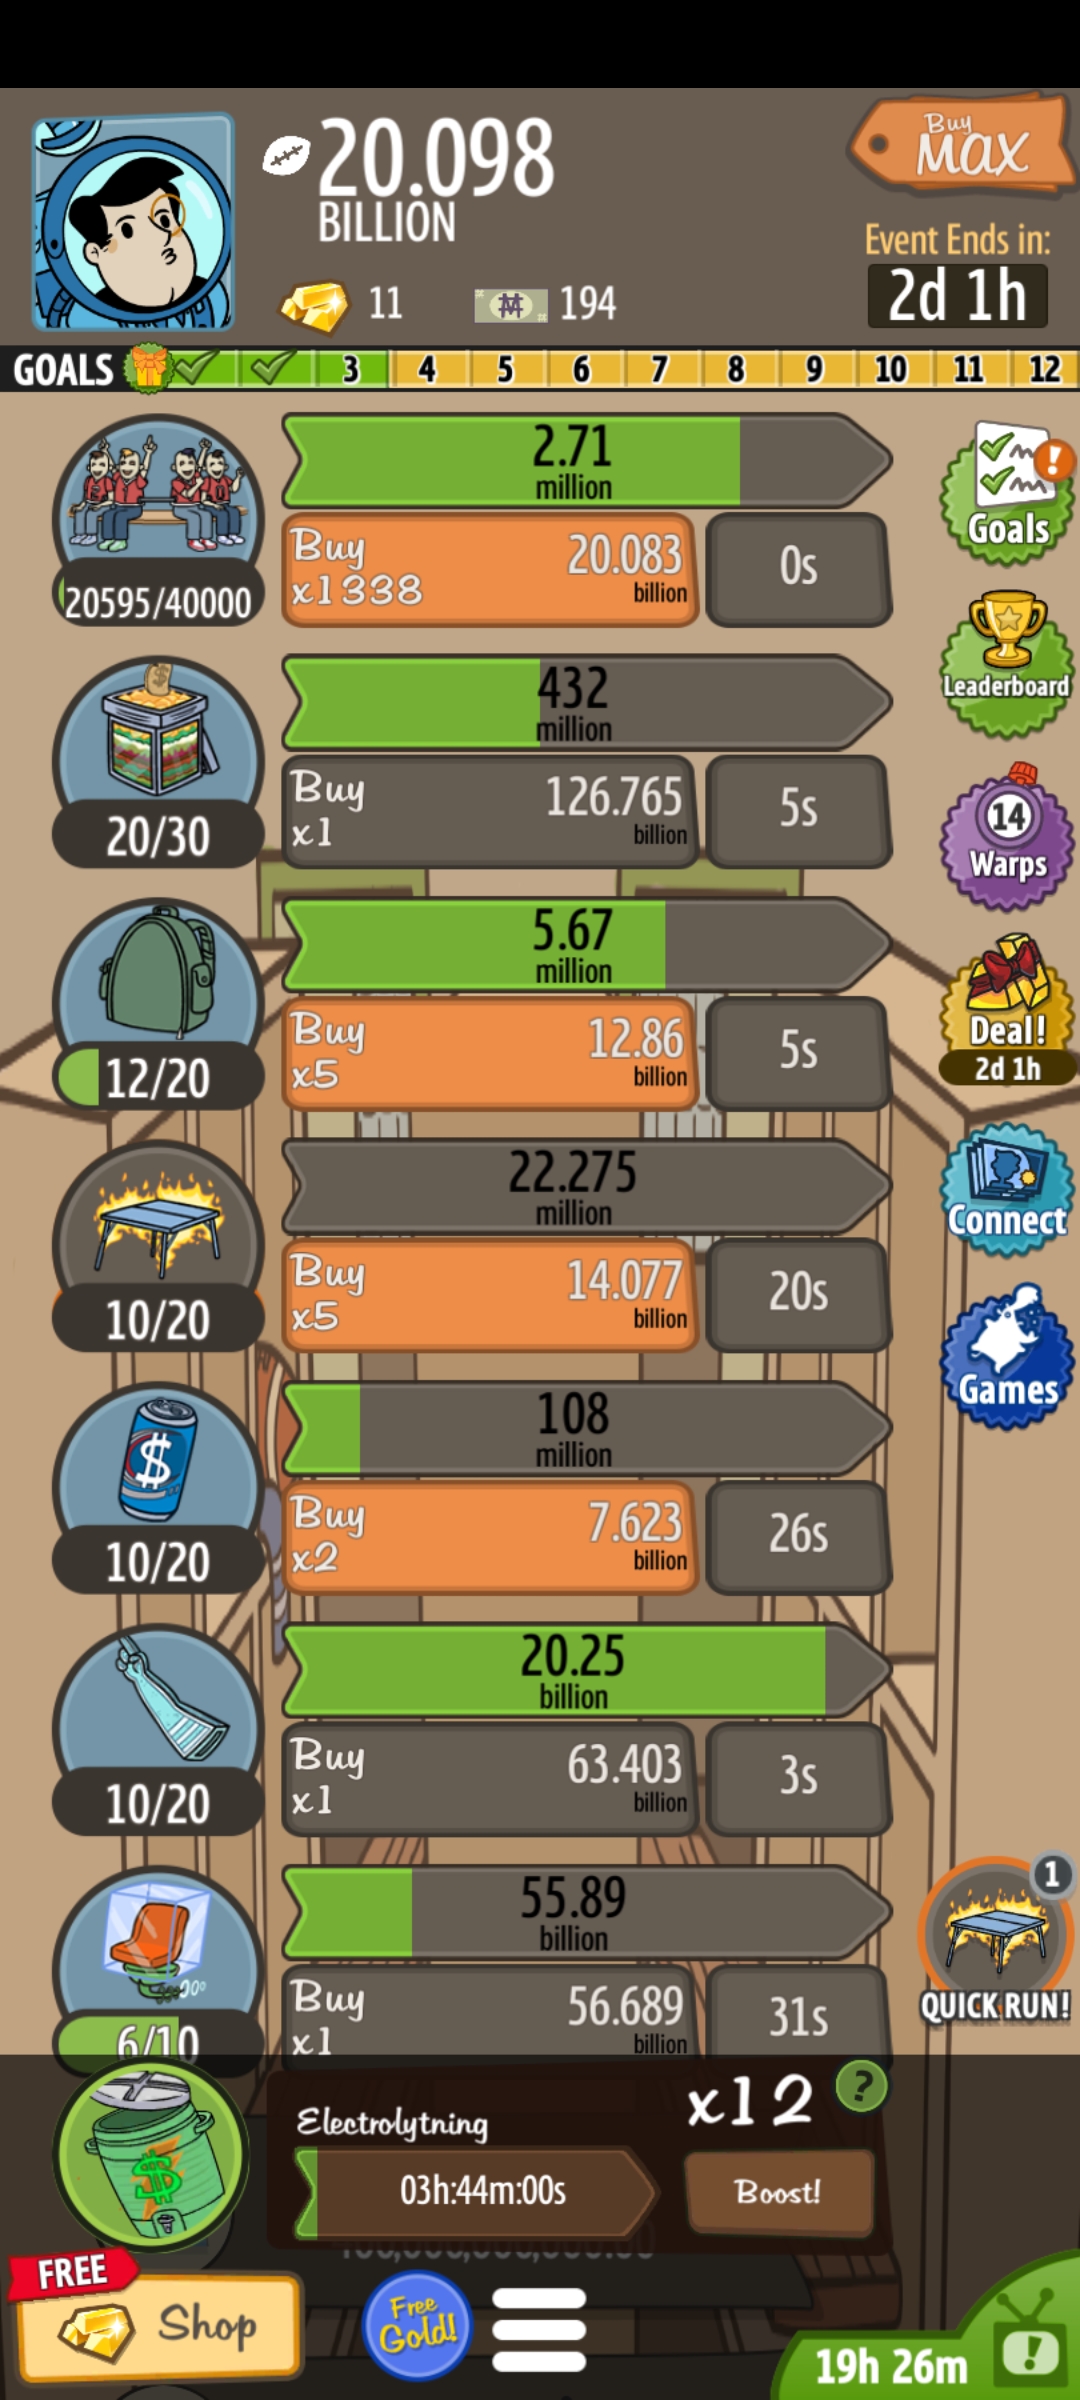 20.098
BILLION
Buy
MAX
Event Ends in:
2d 1h
11
194
GOALS
3
4
5
6
7
8
9
10
11
12
2.71
million
20595/40000
Buy
x1338
20.083
billion
0s
Goals
Leaderboard
432
million
20/30
Buy
x1
126.765
billion
5s
14
Warps
5.67
million
12/20
Buy
x5
12.86
billion
5s
Deal!
2d 1h
22.275
million
10/20
Buy
x5
14.077
billion
20s
Connect
Games
108
million
10/20
Buy
x2
7.623
billion
26s
20.25
billion
10/20
Buy
x1
63.403
billion
3s
55.89
billion
6/10
Buy
x1
56.689
billion
31s
1
QUICK RUN!
Electrolytning
x12
?
03h:44m:00s
Boost!
FREE
Shop
Free
Gold!
19h 26m